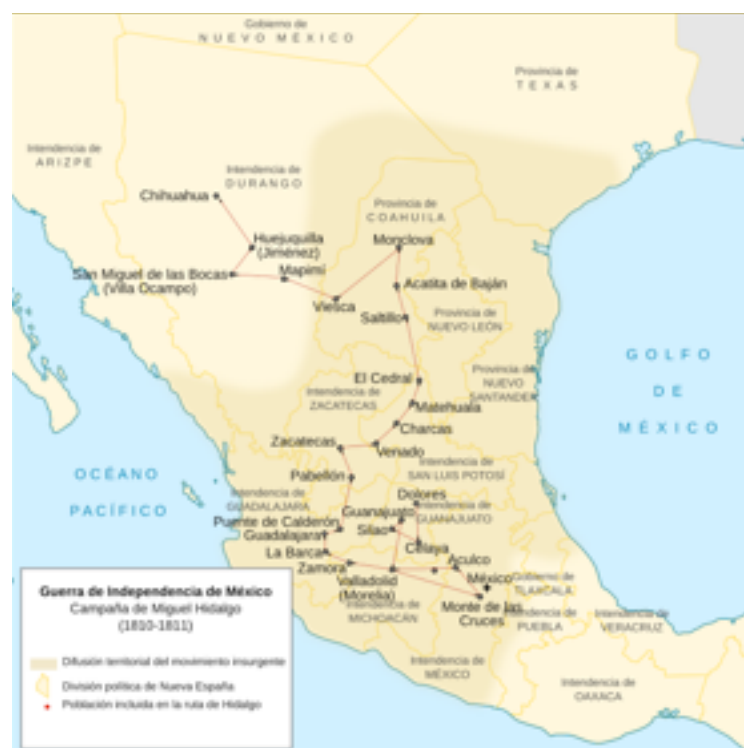 Gobierno de
NUEVO MÉXICO
Provincia de
TEXAS
Intendencia de
ARIZPE
Intendencia de
DURANGO
Chihuahua
Provincia de
COAHUILA
Huejuquilla
(Jiménez)
Monclova
San Miguel de las Bocas
(Villa Ocampo)
Mapimí
Acatita de Baján
Viesca
Saltillo
Provincia de
NUEVO LEÓN
GOLFO
DE
MÉXICO
El Cedral
Provincia de
NUEVO
SANTANDER
Intendencia de
ZACATECAS
Matehuala
Charcas
Zacatecas
Venado
OCÉANO
PACÍFICO
Pabellón
Intendencia de
SAN LUIS POTOSÍ
Intendencia de
GUADALAJARA
Dolores
Guanajuato
Intendencia de
GUANAJUATO
Puente de Calderón
Silao
Guadalajara
Celaya
La Barca
Aculco
Zamora
Valladolid
(Morelia)
México
Gobierno de
TLAXCALA
Intendencia de
MICHOACÁN
Monte de las
Cruces
Intendencia de
PUEBLA
Intendencia de
VERACRUZ
Intendencia de
MÉXICO
Intendencia de
OAXACA
Guerra de Independencia de México
Campaña de Miguel Hidalgo
(1810-1811)
Difusión territorial del movimiento insurgente
División política de Nueva España
Población incluida en la ruta de Hidalgo